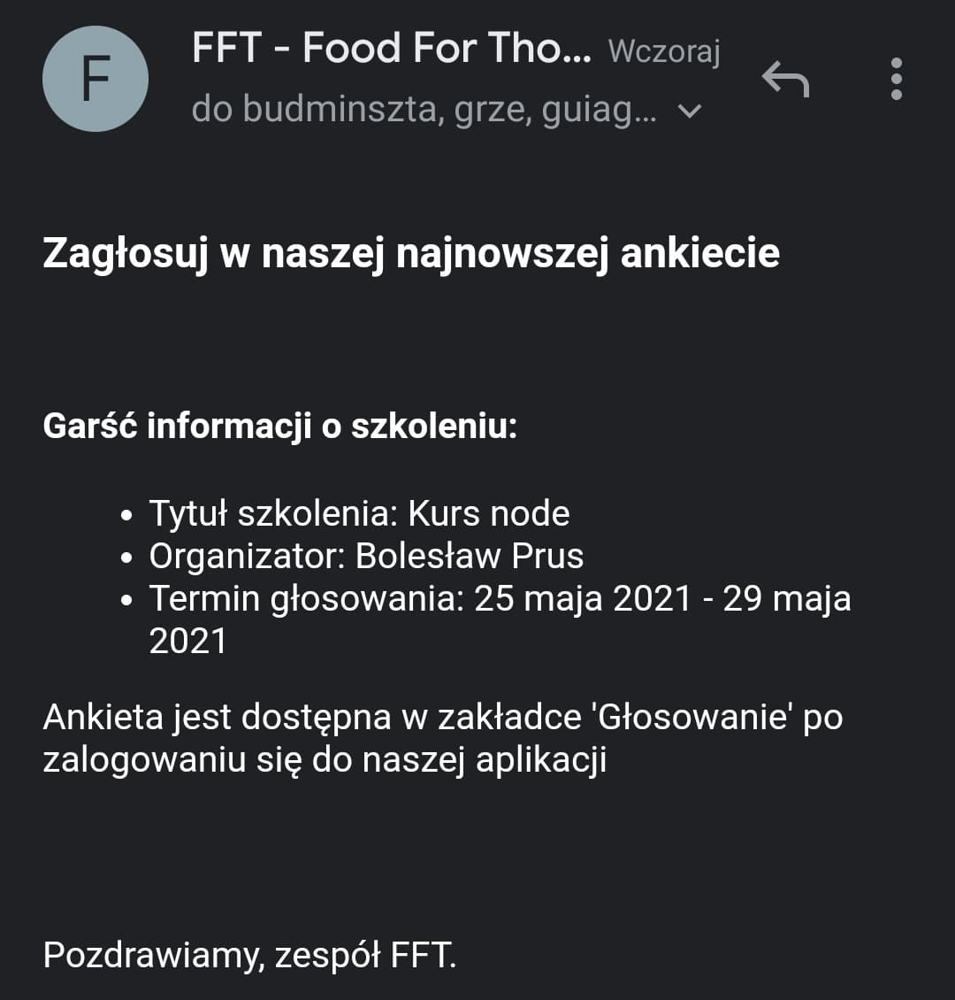 F
FFT - Food For Tho... Wczoraj
do budminszta, grze, guiag...
Zagłosuj w naszej najnowszej ankiecie
Garść informacji o szkoleniu:
• Tytuł szkolenia: Kurs node
• Organizator: Bolesław Prus
• Termin głosowania: 25 maja 2021 - 29 maja
2021
Ankieta jest dostępna w zakładce 'Głosowanie' po
zalogowaniu się do naszej aplikacji
Pozdrawiamy, zespół FFT.